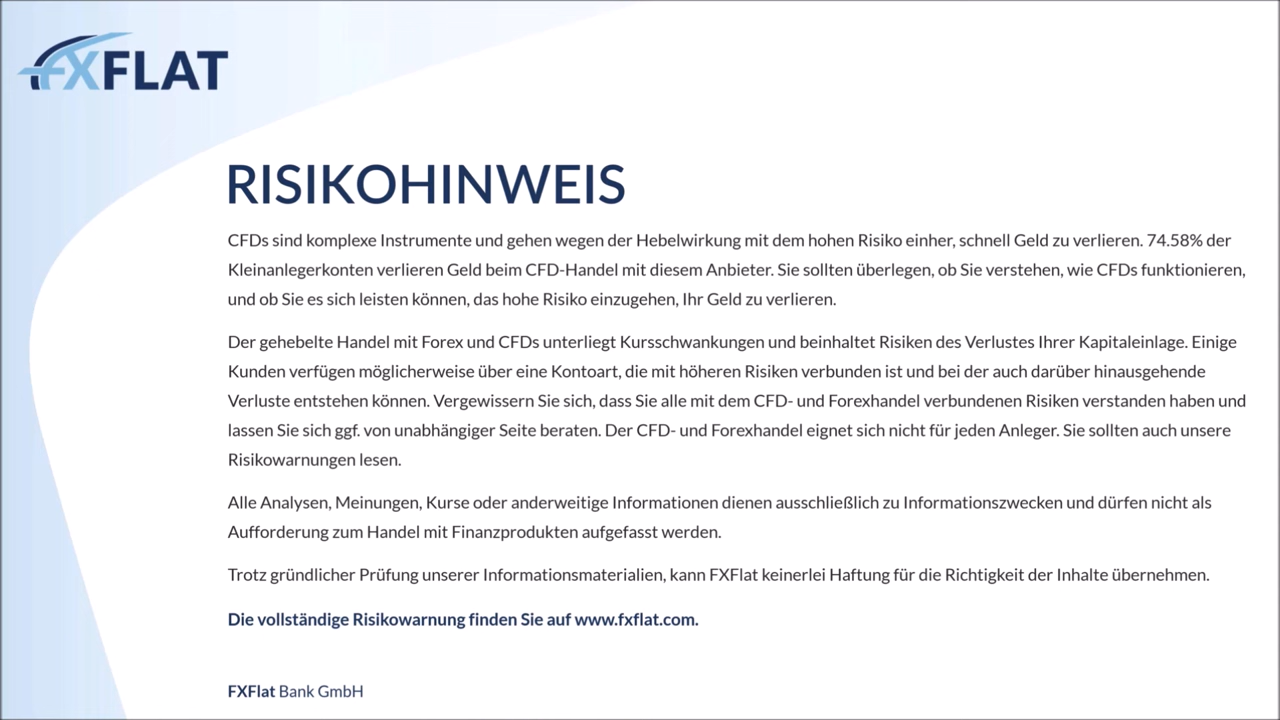 FXFLAT
RISIKOHINWEIS
CFDs sind komplexe Instrumente und gehen wegen der Hebelwirkung mit dem hohen Risiko einher, schnell Geld zu verlieren. 74.58% der
Kleinanlegerkonten verlieren Geld beim CFD-Handel mit diesem Anbieter. Sie sollten überlegen, ob Sie verstehen, wie CFDs funktionieren,
und ob Sie es sich leisten können, das hohe Risiko einzugehen, Ihr Geld zu verlieren.
Der gehebelte Handel mit Forex und CFDs unterliegt Kursschwankungen und beinhaltet Risiken des Verlustes Ihrer Kapitaleinlage. Einige
Kunden verfügen möglicherweise über eine Kontoart, die mit höheren Risiken verbunden ist und bei der auch darüber hinausgehende
Verluste entstehen können. Vergewissern Sie sich, dass Sie alle mit dem CFD- und Forexhandel verbundenen Risiken verstanden haben und
lassen Sie sich ggf. von unabhängiger Seite beraten. Der CFD- und Forexhandel eignet sich nicht für jeden Anleger. Sie sollten auch unsere
Risikowarnungen lesen.
Alle Analysen, Meinungen, Kurse oder anderweitige Informationen dienen ausschließlich zu Informationszwecken und dürfen nicht als
Aufforderung zum Handel mit Finanzprodukten aufgefasst werden.
Trotz gründlicher Prüfung unserer Informationsmaterialien, kann FXFlat keinerlei Haftung für die Richtigkeit der Inhalte übernehmen.
Die vollständige Risikowarnung finden Sie auf www.fxflat.com.
FXFlat Bank GmbH